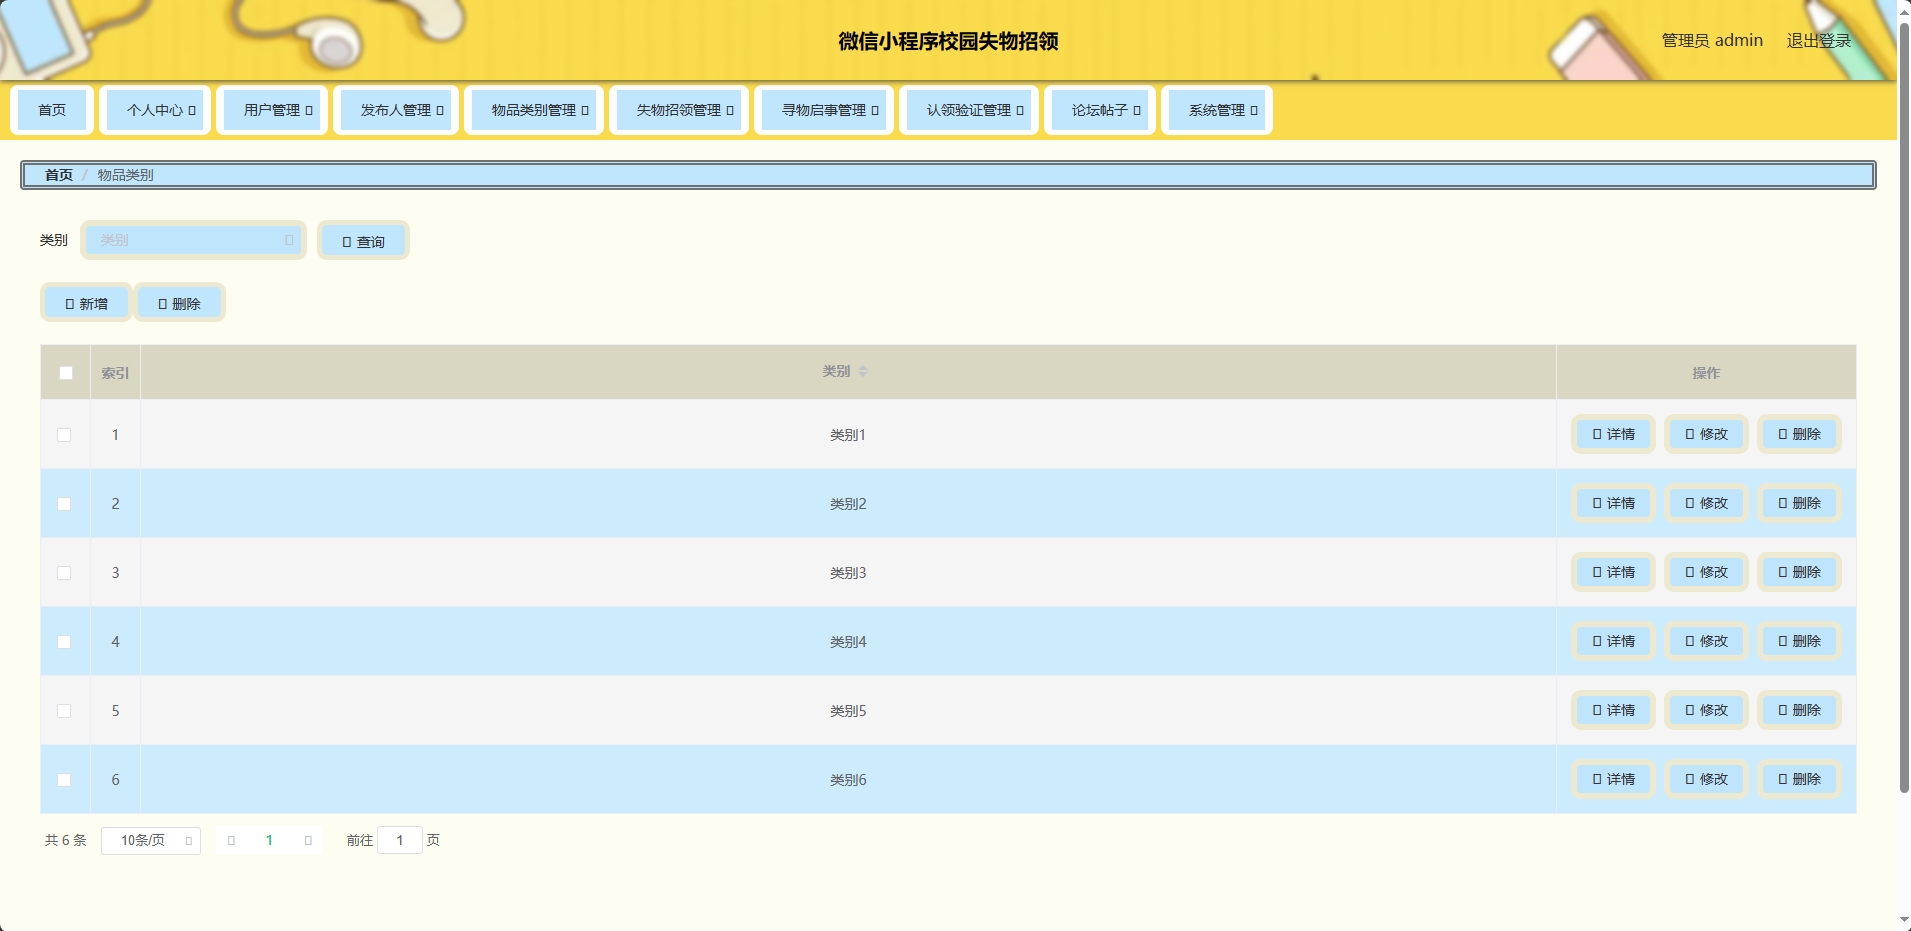 微信小程序校园失物招领
管理员 admin 退出登录
首页 个人中心 用户管理 发布人管理 物品类别管理 失物招领管理 寻物启事管理 认领验证管理 论坛帖子 系统管理
首页 / 物品类别
类别 类别 查询
新增 删除
索引 类别 操作
1 类别1 详情 修改 删除
2 类别2 详情 修改 删除
3 类别3 详情 修改 删除
4 类别4 详情 修改 删除
5 类别5 详情 修改 删除
6 类别6 详情 修改 删除
共 6 条 10条/页 1 前往 1 页